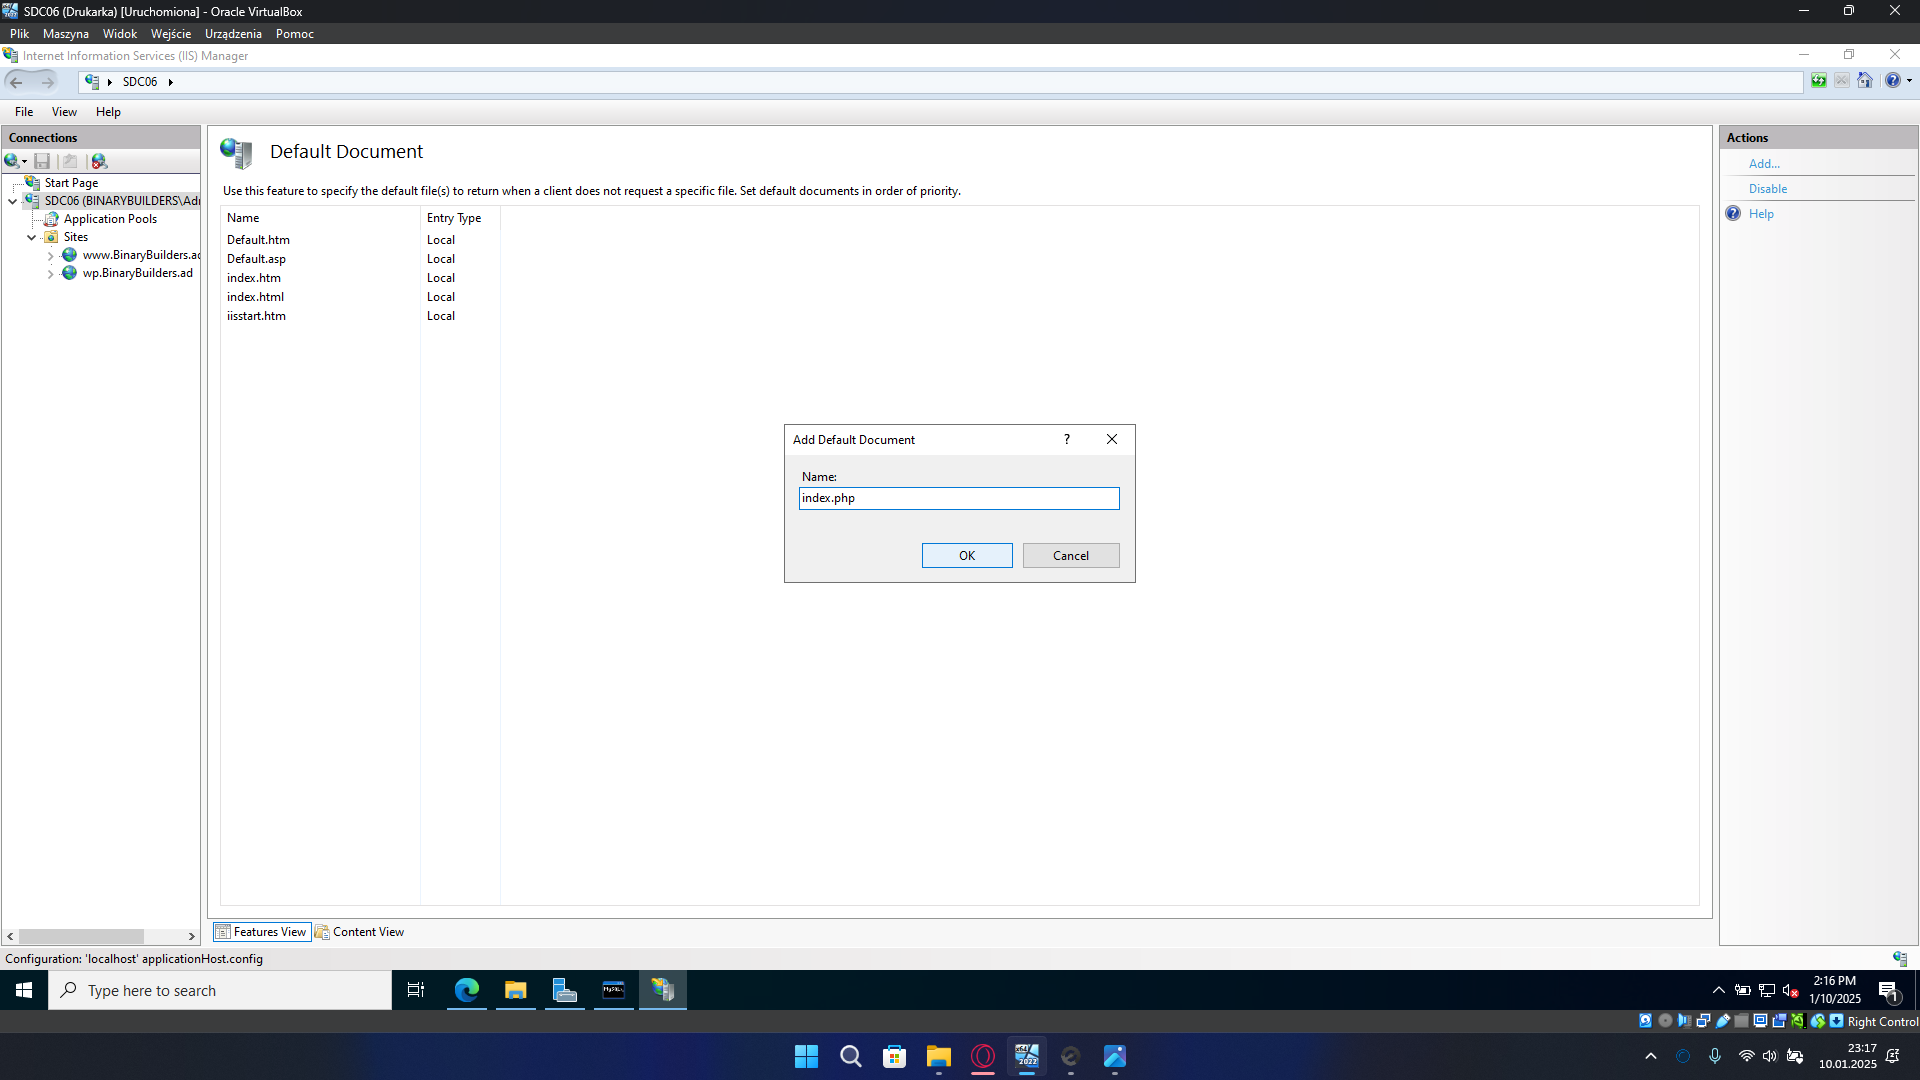 SDC06 (Drukarka) [Uruchomiona] - Oracle VirtualBox
Plik Maszyna Widok Wejście Urządzenia Pomoc
Internet Information Services (IIS) Manager
SDC06
File View Help
Connections
Start Page
SDC06 (BINARYBUILDERS\Adı
Application Pools
Sites
www.BinaryBuilders.ac
wp.BinaryBuilders.ad
Default Document
Use this feature to specify the default file(s) to return when a client does not request a specific file. Set default documents in order of priority.
Name Entry Type
Default.htm Local
Default.asp Local
index.htm Local
index.html Local
iisstart.htm Local
Add Default Document
?
Name:
index.php
OK Cancel
Actions
Add...
Disable
Help
Features View Content View
Configuration: 'localhost' applicationHost.config
Type here to search
MySQL
2:16 PM
1/10/2025
1
Right Control
x64
2022
23:17
10.01.2025